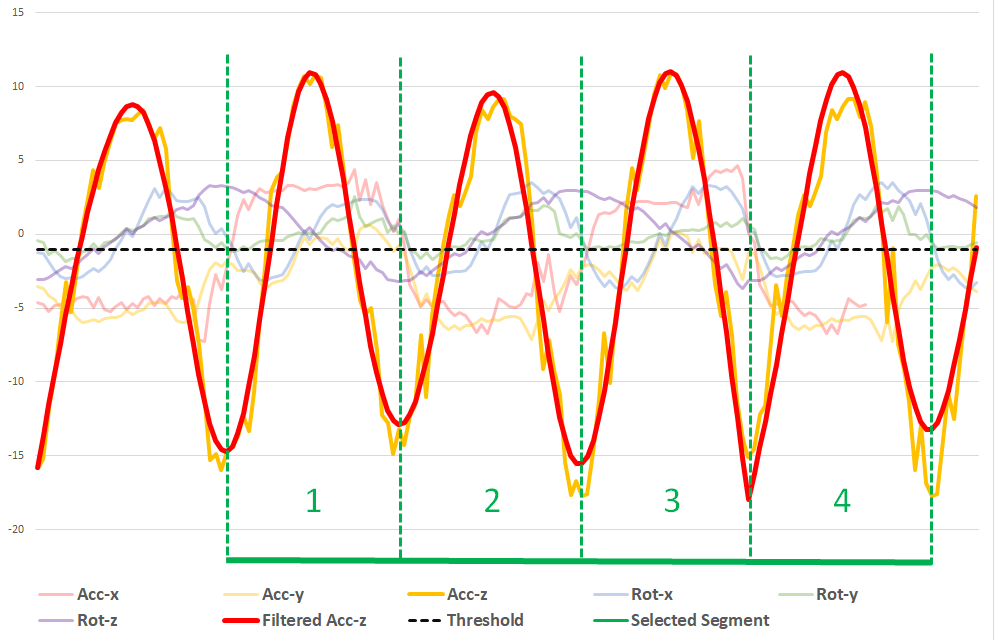 15
10
5
0
-5
-10
-15
-20
1 2 3 4
Acc-x Acc-y Acc-z Rot-x Rot-y
Rot-z Filtered Acc-z Threshold Selected Segment